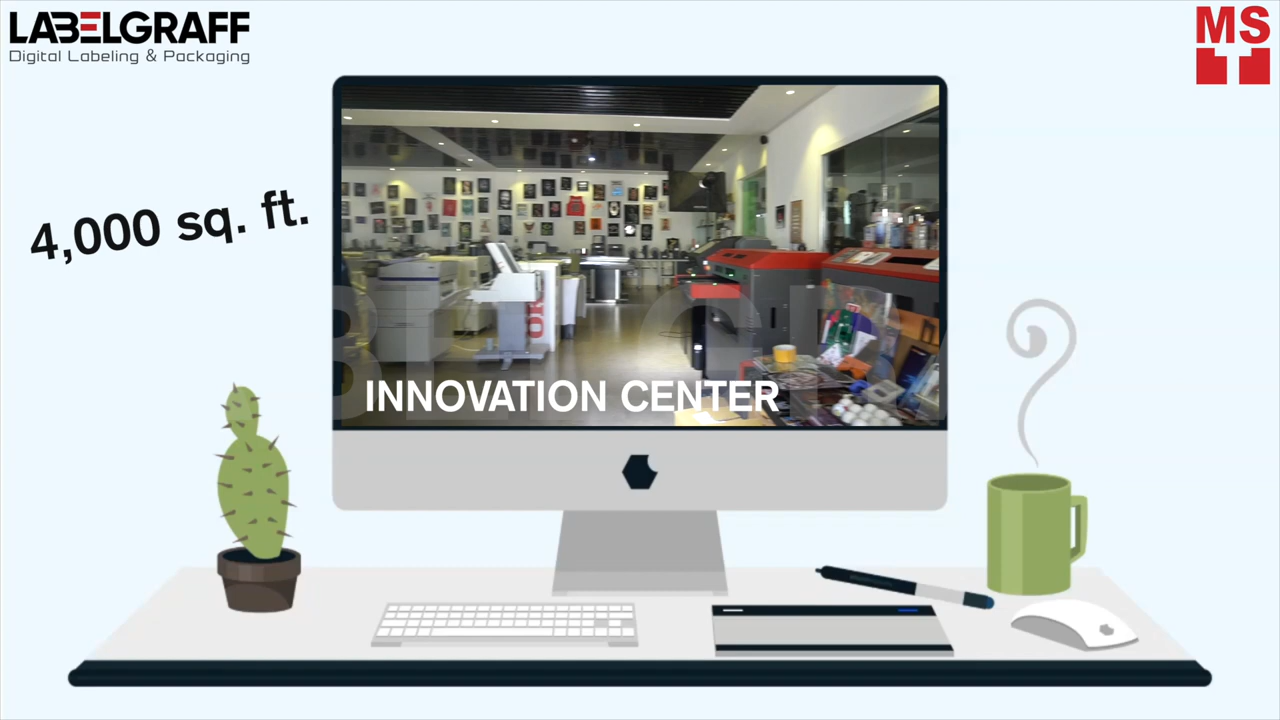 LABELGRAFF
Digital Labeling & Packaging
MS
T
4,000 sq. ft.
INNOVATION CENTER